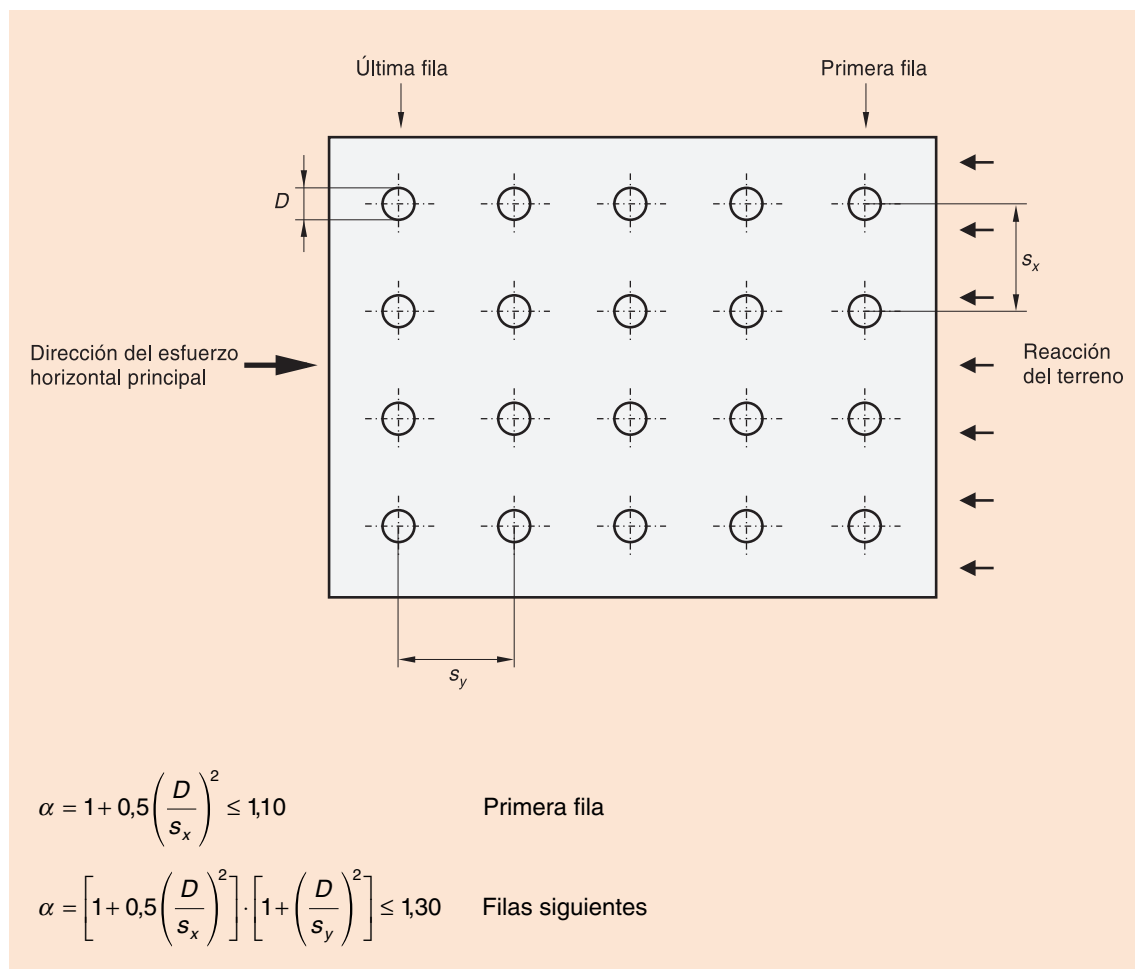 Última fila
Primera fila
D
s_x
Dirección del esfuerzo
horizontal principal
Reacción
del terreno
s_y
α = 1 + 0,5 (D / s_x)² ≤ 1,10 Primera fila
α = [1 + 0,5 (D / s_x)²] · [1 + (D / s_y)²] ≤ 1,30 Filas siguientes